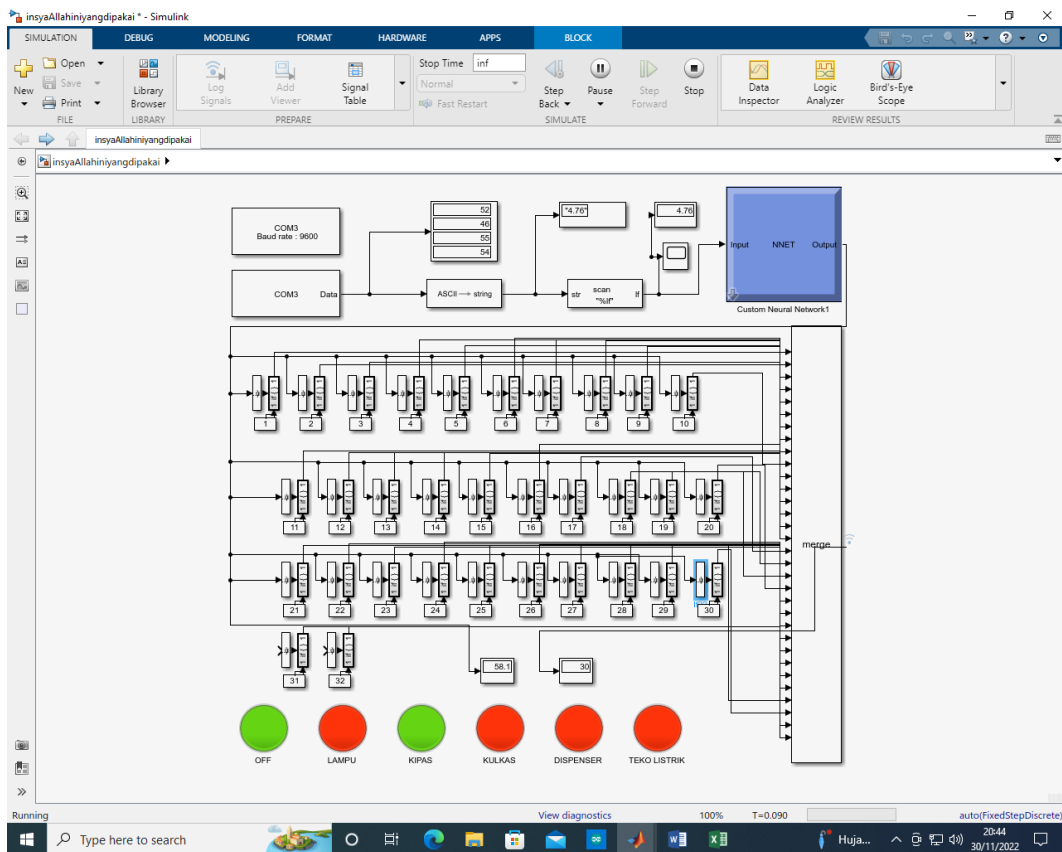 insyaAllahiniyangdipakai * - Simulink
SIMULATION DEBUG MODELING FORMAT HARDWARE APPS BLOCK
New
Open
Save
Print
FILE
Library Browser
LIBRARY
Log Signals
Add Viewer
Signal Table
PREPARE
Stop Time inf
Normal
Fast Restart
Step Back
Pause
Step Forward
Stop
SIMULATE
Data Inspector
Logic Analyzer
Bird's-Eye Scope
REVIEW RESULTS
insyaAllahiniyangdipakai
insyaAllahiniyangdipakai
COM3
Baud rate : 9600
52
46
55
54
"4.76"
4.76
Input NNET Output
Custom Neural Network1
COM3 Data
ASCII → string
str scan "%lf" lf
1 2 3 4 5 6 7 8 9 10
11 12 13 14 15 16 17 18 19 20
merge
21 22 23 24 25 26 27 28 29 30
31 32
58.1
30
OFF LAMPU KIPAS KULKAS DISPENSER TEKO LISTRIK
Running View diagnostics 100% T=0.090 auto(FixedStepDiscrete)
Type here to search
Huja...
20:44
30/11/2022